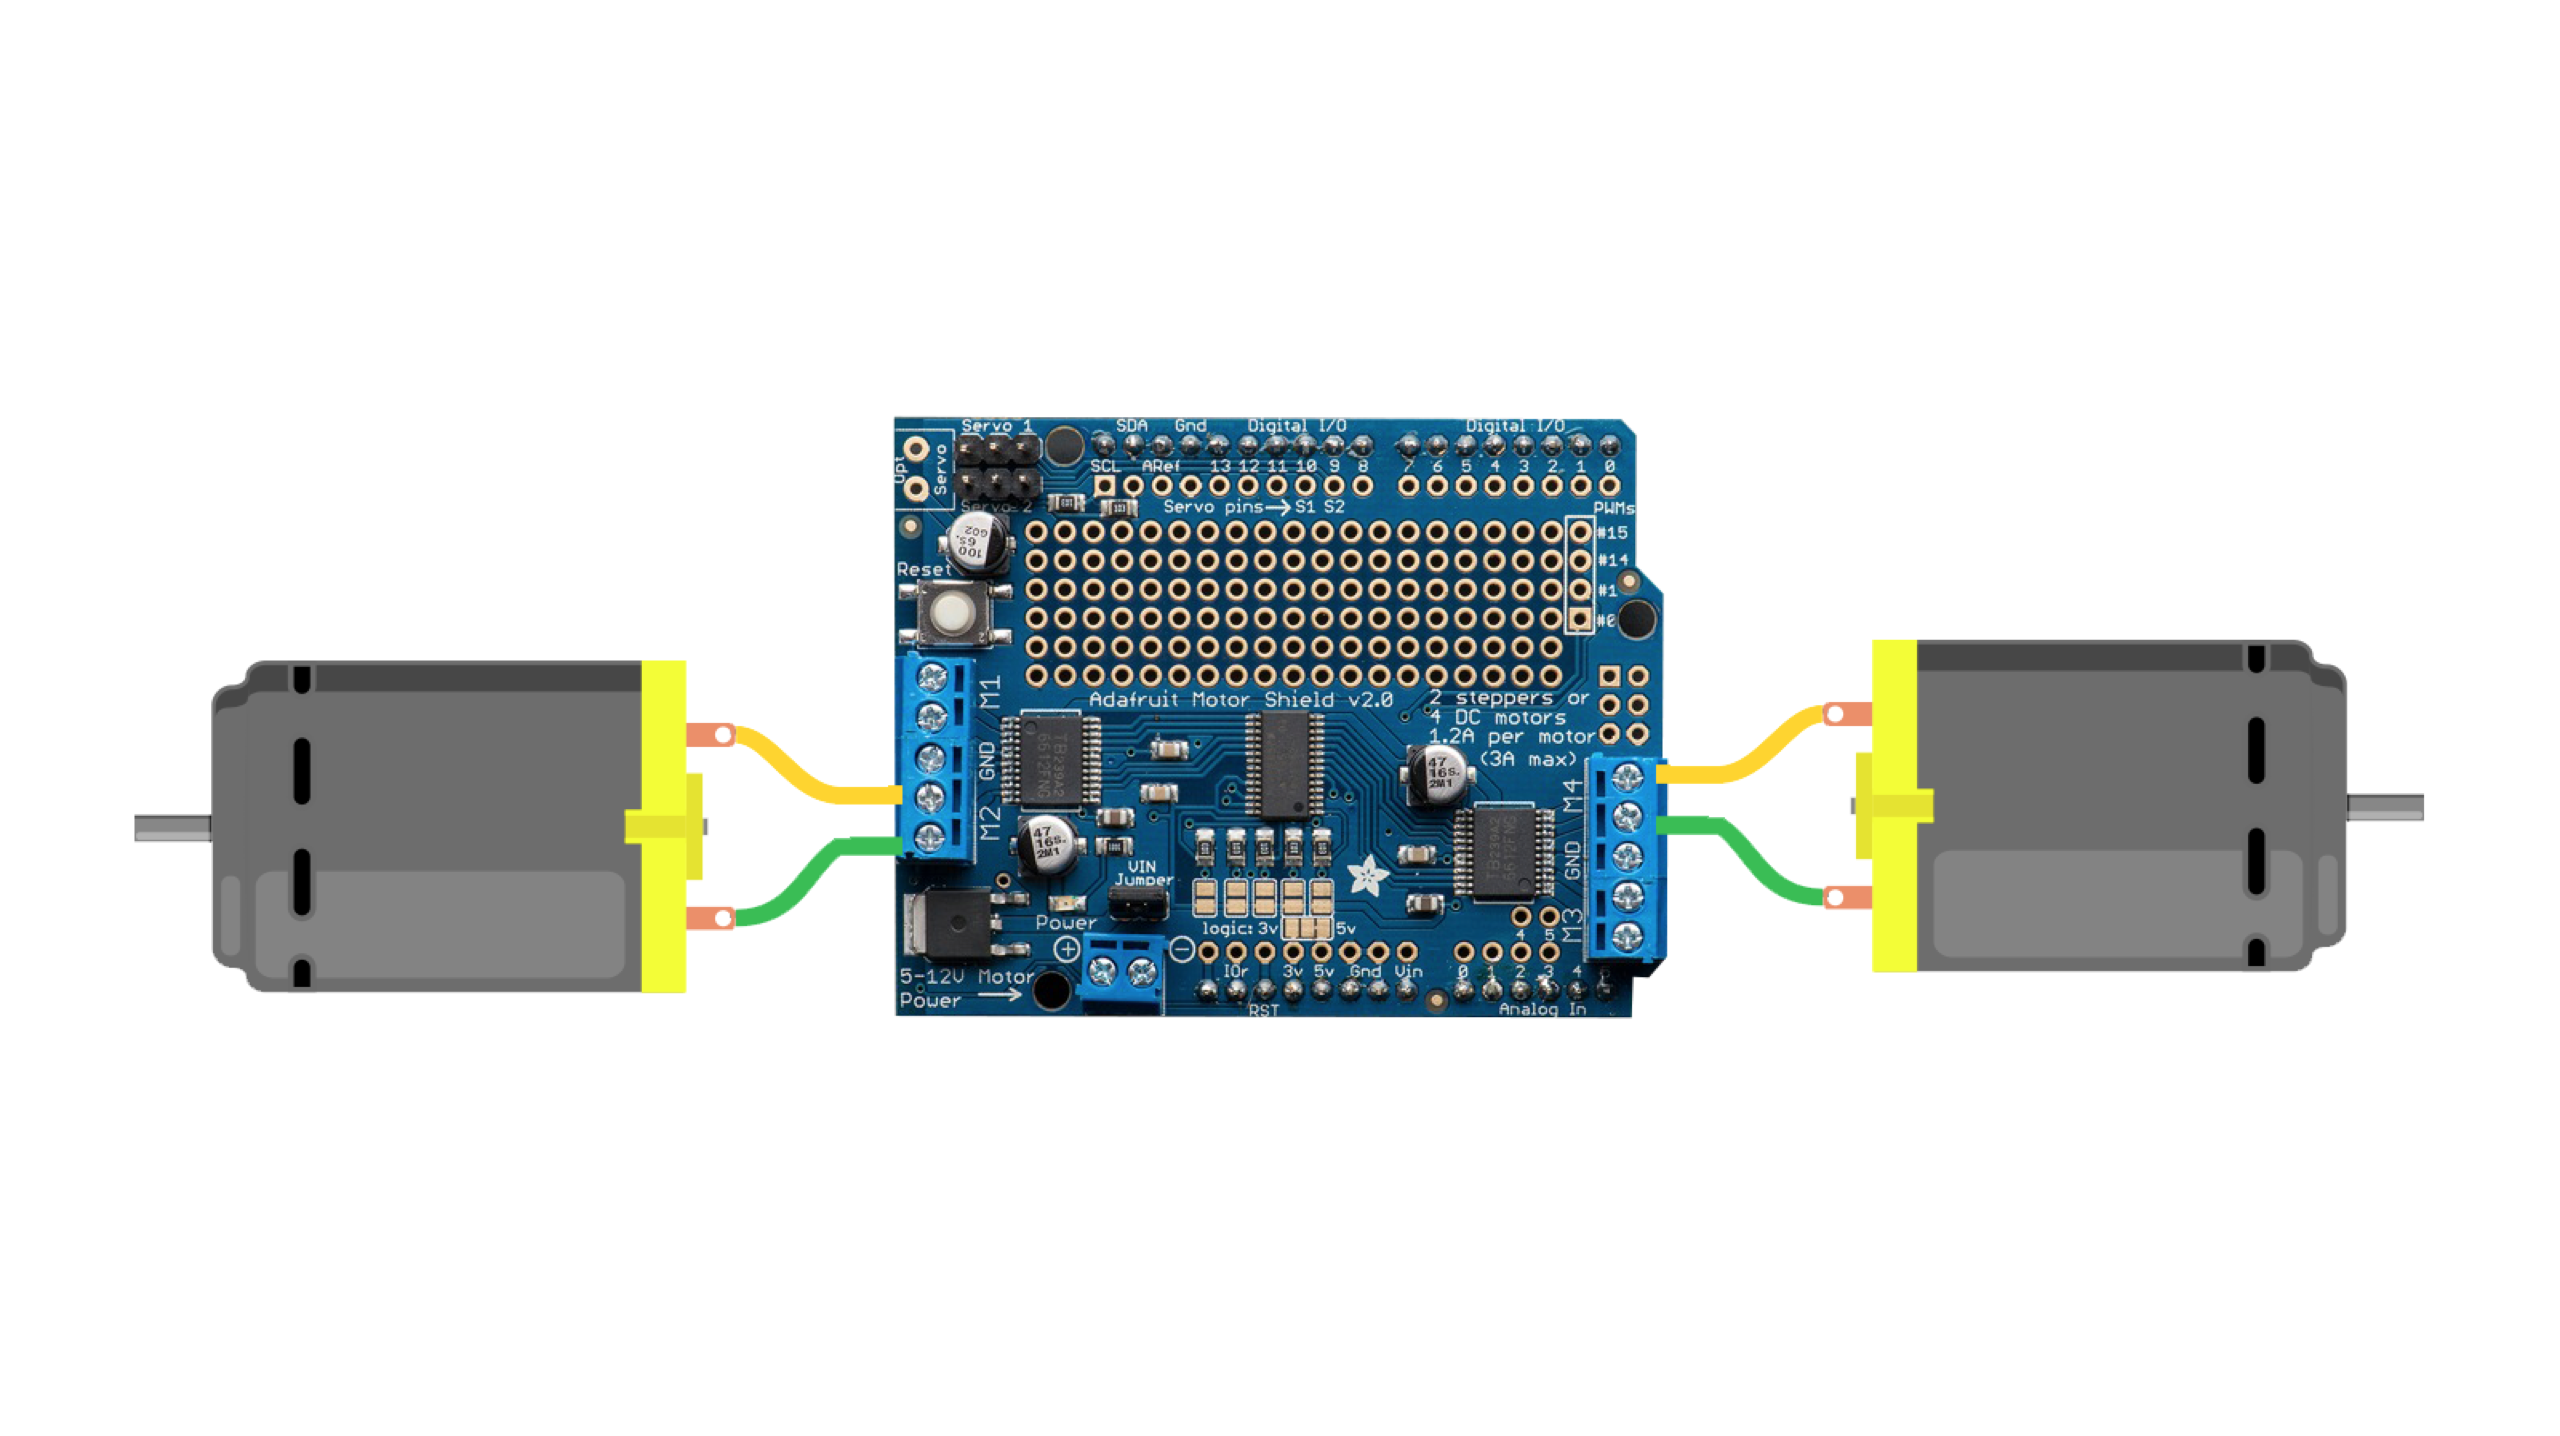 Servo 1
SDA Gnd Digital I/O Digital I/O
Opt Servo
SCL ARef 13 12 11 10 9 8 7 6 5 4 3 2 1 0
Servo 2
Servo pins→ S1 S2
PWMs
#15
#14
#1
#0
100
6S.
G02
Reset
M1
GND
M2
Adafruit Motor Shield v2.0
2 steppers or
4 DC motors
1.2A per motor
(3A max)
TB239A2
6612FNG
47
16S.
2M1
47
16S.
2M1
TB239A2
6612FNG
M4
GND
M3
VIN
Jumper
Power
logic: 3v 5v
4 5
+ -
5-12V Motor
Power →
IOr 3v 5v Gnd Vin 0 1 2 3 4
RST
Analog In